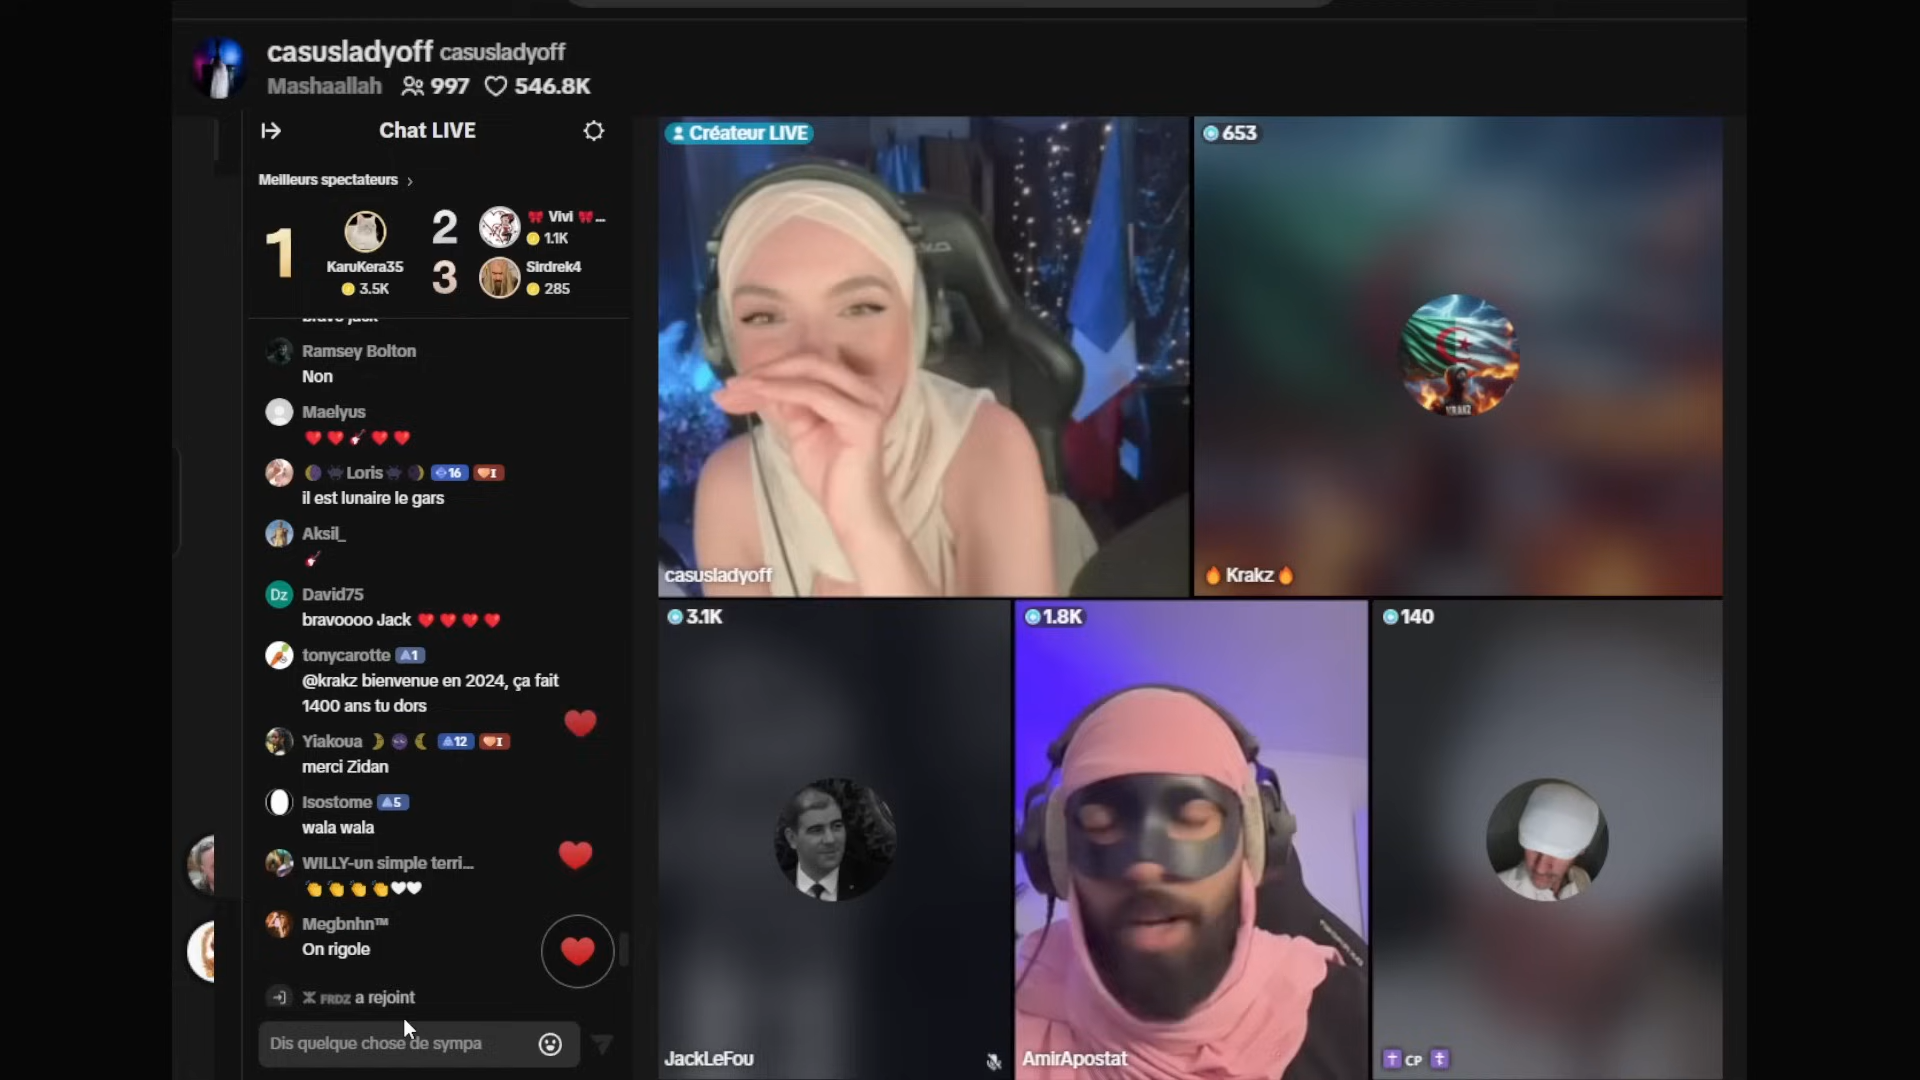 casusladyoff casusladyoff
Mashaallah 997 546.8K
Chat LIVE
Meilleurs spectateurs
1
KaruKera35
3.5K
2
Vivi ...
1.1K
3
Sirdrek4
285
Ramsey Bolton
Non
Maelyus
Loris 16 I
il est lunaire le gars
Aksil_
Dz David75
bravoooo Jack
tonycarotte 1
@krakz bienvenue en 2024, ça fait
1400 ans tu dors
Yiakoua 12 I
merci Zidan
Isostome 5
wala wala
WILLY-un simple terri...
Megbnhn™
On rigole
FRDZ a rejoint
Dis quelque chose de sympa
Créateur LIVE
casusladyoff
653
Krakz
3.1K
JackLeFou
1.8K
AmirApostat
140
CP